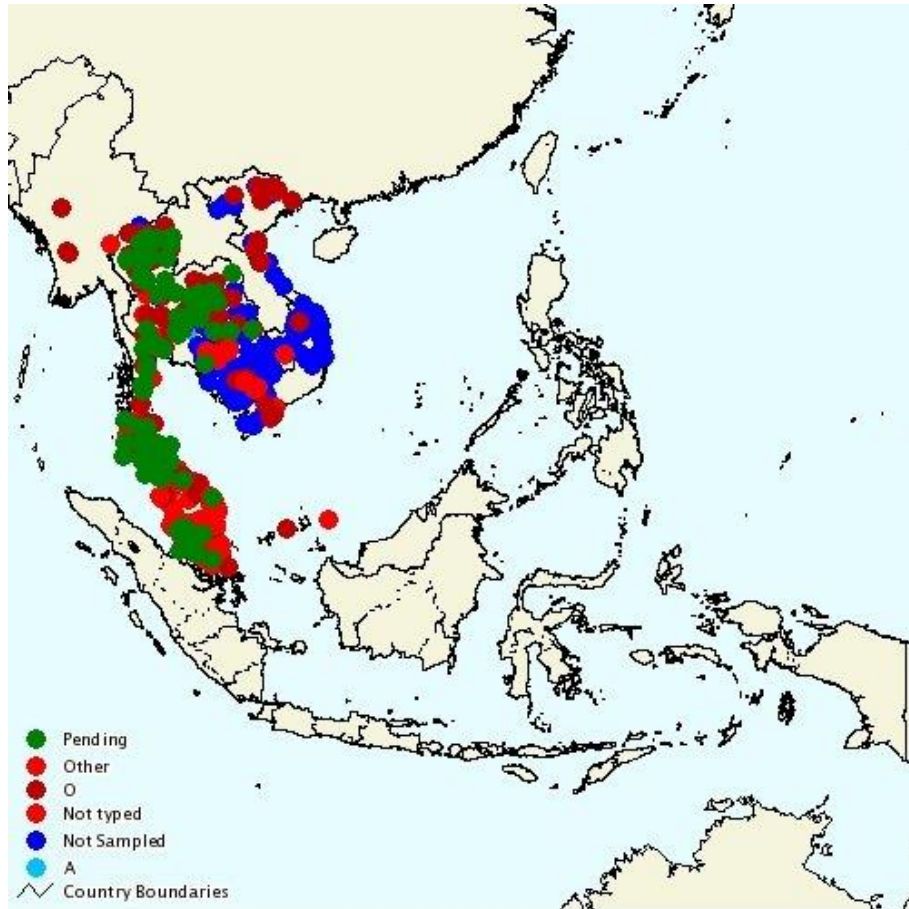 Pending
Other
O
Not typed
Not Sampled
A
Country Boundaries